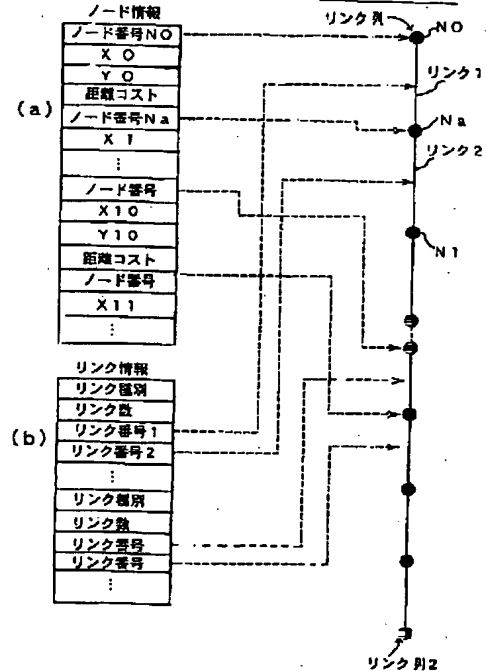 ノード情報
ノード番号N0
X0
Y0
距離コスト
ノード番号Na
X1
⋮
ノード番号
X10
Y10
距離コスト
ノード番号
X11
⋮
(a)
リンク情報
リンク種別
リンク数
リンク番号1
リンク番号2
⋮
リンク種別
リンク数
リンク番号
リンク番号
⋮
(b)
リンク列
N0
リンク1
Na
リンク2
N1
リンク列2